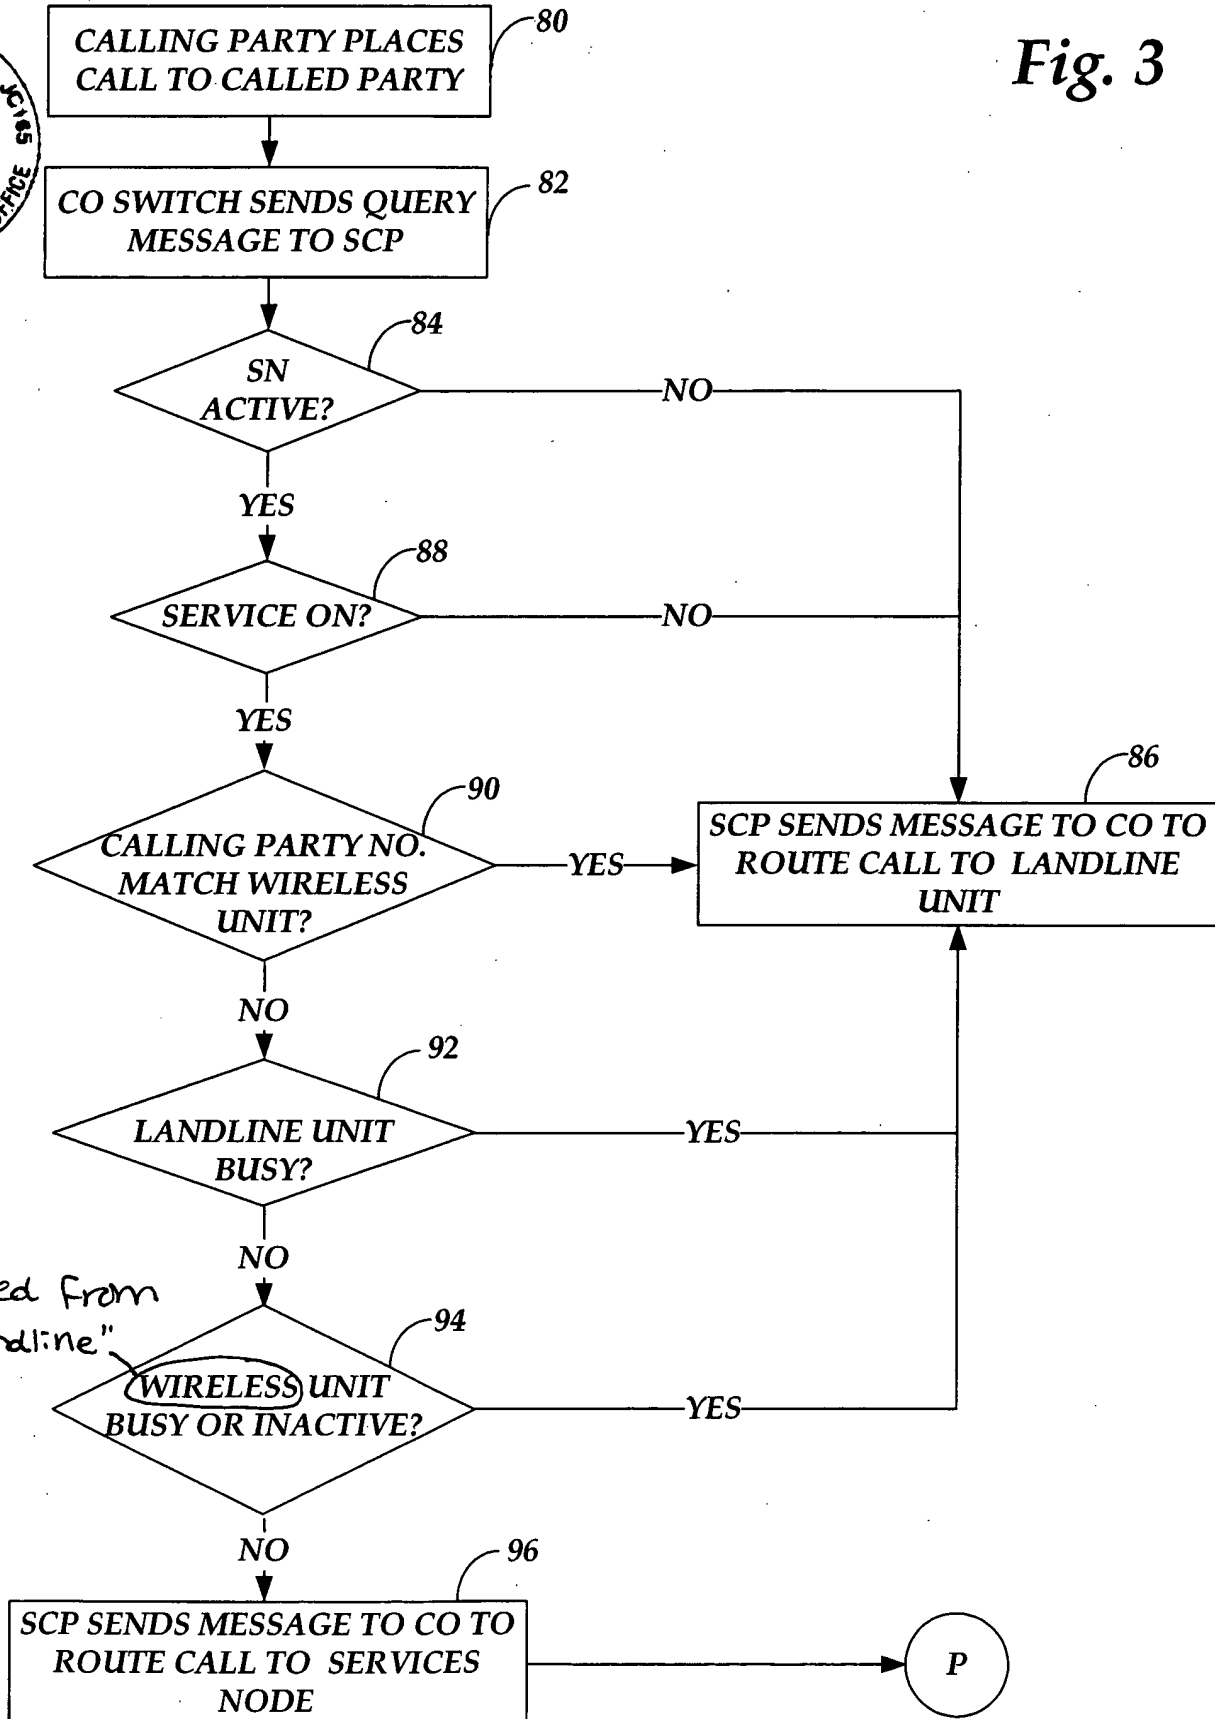 Fig. 3
CALLING PARTY PLACES
CALL TO CALLED PARTY
80
JC165
OFFICE
CO SWITCH SENDS QUERY
MESSAGE TO SCP
82
SN
ACTIVE?
84
NO
YES
SERVICE ON?
88
NO
YES
CALLING PARTY NO.
MATCH WIRELESS
UNIT?
90
YES
SCP SENDS MESSAGE TO CO TO
ROUTE CALL TO LANDLINE
UNIT
86
NO
LANDLINE UNIT
BUSY?
92
YES
NO
from
WIRELESS UNIT
BUSY OR INACTIVE?
94
YES
NO
SCP SENDS MESSAGE TO CO TO
ROUTE CALL TO SERVICES
NODE
96
P